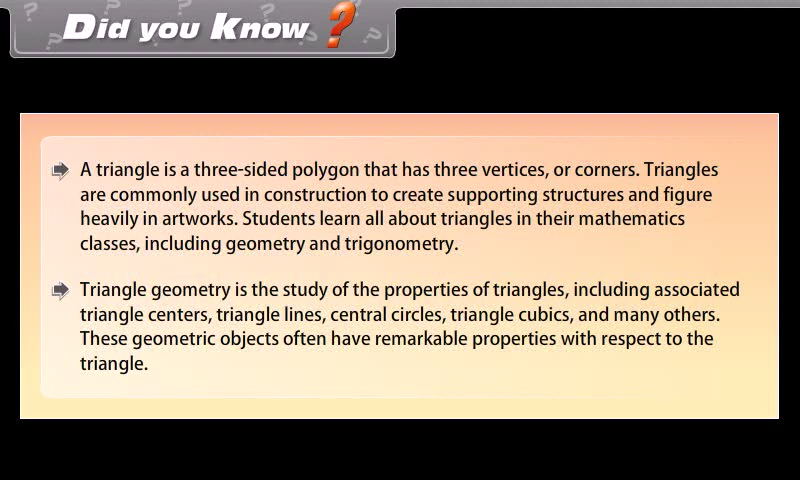 Did you Know ?
A triangle is a three-sided polygon that has three vertices, or corners. Triangles
are commonly used in construction to create supporting structures and figure
heavily in artworks. Students learn all about triangles in their mathematics
classes, including geometry and trigonometry.
Triangle geometry is the study of the properties of triangles, including associated
triangle centers, triangle lines, central circles, triangle cubics, and many others.
These geometric objects often have remarkable properties with respect to the
triangle.